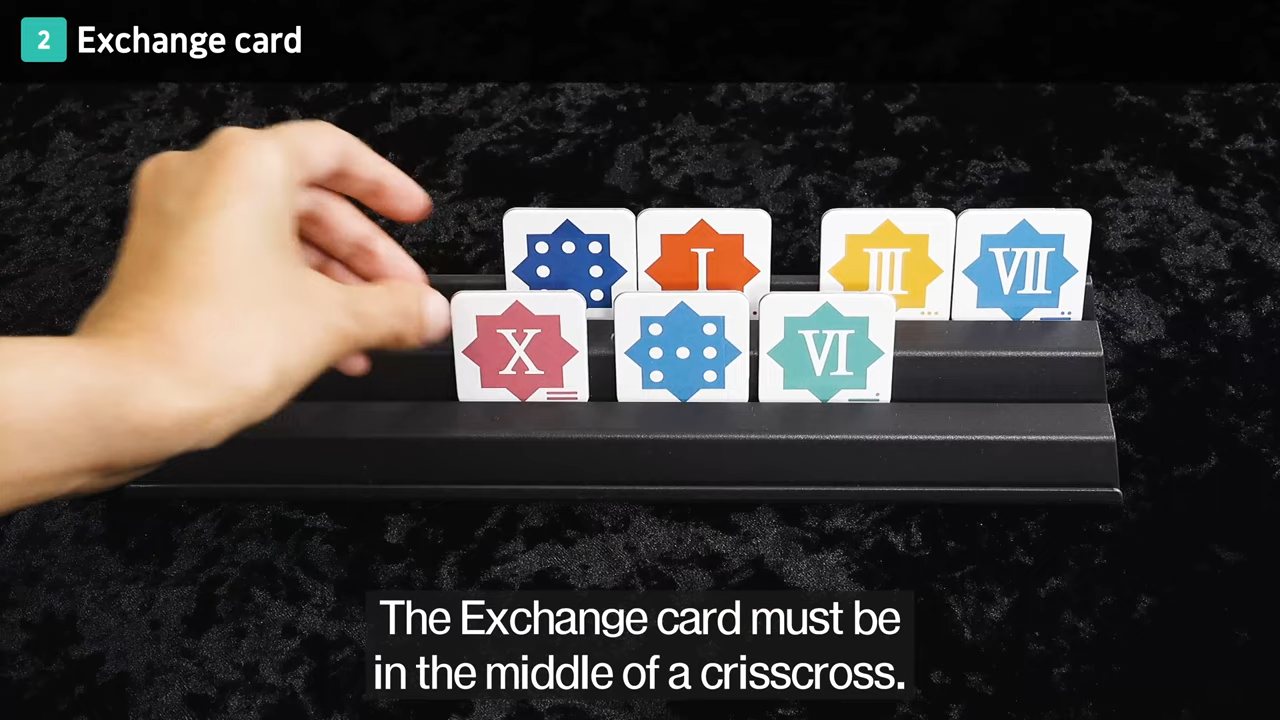 2 Exchange card
I
III
VII
X
VI
The Exchange card must be
in the middle of a crisscross.